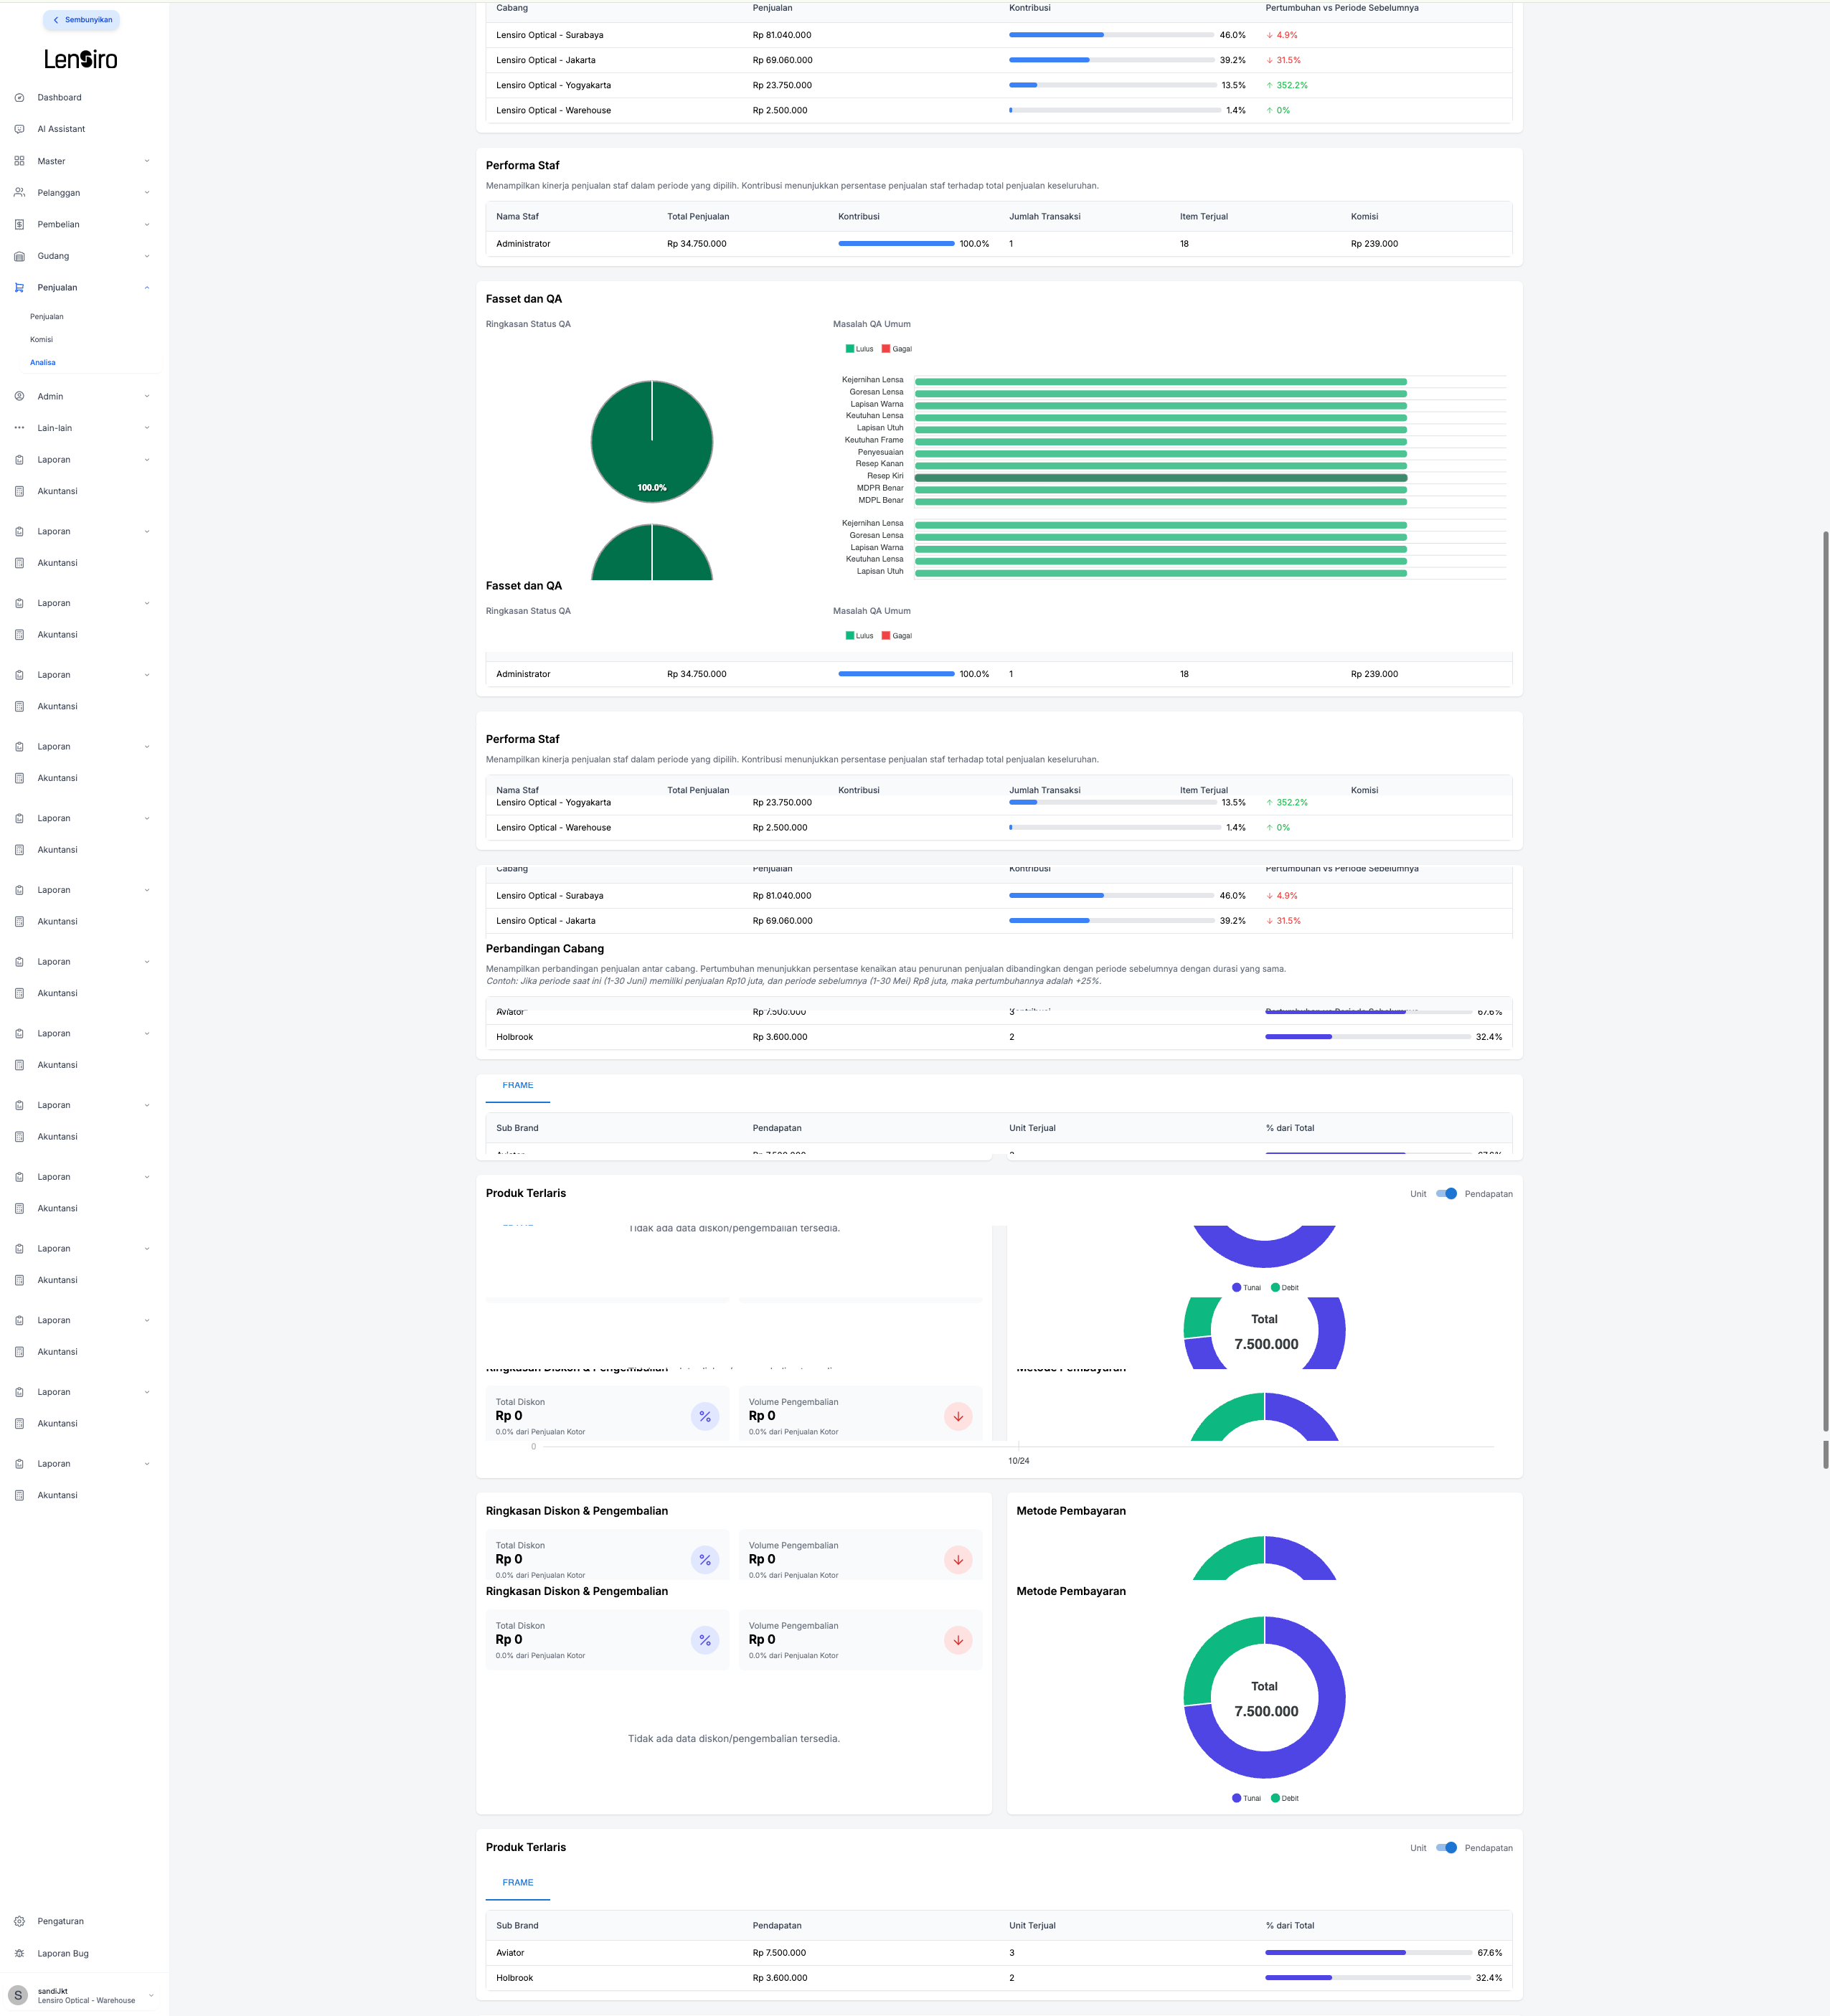 Sembunyikan
Lensiro
Dashboard
AI Assistant
Master
Pelanggan
Pembelian
Gudang
Penjualan
Penjualan
Komisi
Analisa
Admin
Lain-lain
Laporan
Akuntansi
Laporan
Akuntansi
Laporan
Akuntansi
Laporan
Akuntansi
Laporan
Akuntansi
Laporan
Akuntansi
Laporan
Akuntansi
Laporan
Akuntansi
Laporan
Akuntansi
Laporan
Akuntansi
Laporan
Akuntansi
Laporan
Akuntansi
Laporan
Akuntansi
Laporan
Akuntansi
Laporan
Akuntansi
Pengaturan
Laporan Bug
S
sandiJkt
Lensiro Optical - Warehouse
Cabang Penjualan Kontribusi Pertumbuhan vs Periode Sebelumnya
Lensiro Optical - Surabaya Rp 81.040.000 46.0% ↓ 4.9%
Lensiro Optical - Jakarta Rp 69.060.000 39.2% ↓ 31.5%
Lensiro Optical - Yogyakarta Rp 23.750.000 13.5% ↑ 352.2%
Lensiro Optical - Warehouse Rp 2.500.000 1.4% ↑ 0%
Performa Staf
Menampilkan kinerja penjualan staf dalam periode yang dipilih. Kontribusi menunjukkan persentase penjualan staf terhadap total penjualan keseluruhan.
Nama Staf Total Penjualan Kontribusi Jumlah Transaksi Item Terjual Komisi
Administrator Rp 34.750.000 100.0% 1 18 Rp 239.000
Fasset dan QA
Ringkasan Status QA Masalah QA Umum
Lulus Gagal
100.0%
Kejernihan Lensa
Goresan Lensa
Lapisan Warna
Keutuhan Lensa
Lapisan Utuh
Keutuhan Frame
Penyesuaian
Resep Kanan
Resep Kiri
MDPR Benar
MDPL Benar
Kejernihan Lensa
Goresan Lensa
Lapisan Warna
Keutuhan Lensa
Lapisan Utuh
Fasset dan QA
Ringkasan Status QA Masalah QA Umum
Lulus Gagal
Administrator Rp 34.750.000 100.0% 1 18 Rp 239.000
Performa Staf
Menampilkan kinerja penjualan staf dalam periode yang dipilih. Kontribusi menunjukkan persentase penjualan staf terhadap total penjualan keseluruhan.
Nama Staf Total Penjualan Kontribusi Jumlah Transaksi Item Terjual Komisi
Lensiro Optical - Yogyakarta Rp 23.750.000 13.5% ↑ 352.2%
Lensiro Optical - Warehouse Rp 2.500.000 1.4% ↑ 0%
Cabang Penjualan Kontribusi Pertumbuhan vs Periode Sebelumnya
Lensiro Optical - Surabaya Rp 81.040.000 46.0% ↓ 4.9%
Lensiro Optical - Jakarta Rp 69.060.000 39.2% ↓ 31.5%
Perbandingan Cabang
Menampilkan perbandingan penjualan antar cabang. Pertumbuhan menunjukkan persentase kenaikan atau penurunan penjualan dibandingkan dengan periode sebelumnya dengan durasi yang sama.
Contoh: Jika periode saat ini (1-30 Juni) memiliki penjualan Rp10 juta, dan periode sebelumnya (1-30 Mei) Rp8 juta, maka pertumbuhannya adalah +25%.
Aviator Rp 7.500.000 3 67.6%
Holbrook Rp 3.600.000 2 32.4%
FRAME
Sub Brand Pendapatan Unit Terjual % dari Total
Produk Terlaris Unit Pendapatan
Tidak ada data diskon/pengembalian tersedia.
Tunai Debit
Total
7.500.000
Ringkasan Diskon & Pengembalian Metode Pembayaran
Total Diskon Volume Pengembalian
Rp 0 % Rp 0
0.0% dari Penjualan Kotor 0.0% dari Penjualan Kotor
0
10/24
Ringkasan Diskon & Pengembalian Metode Pembayaran
Total Diskon Volume Pengembalian
Rp 0 % Rp 0
0.0% dari Penjualan Kotor 0.0% dari Penjualan Kotor
Ringkasan Diskon & Pengembalian Metode Pembayaran
Total Diskon Volume Pengembalian
Rp 0 % Rp 0
0.0% dari Penjualan Kotor 0.0% dari Penjualan Kotor
Total
7.500.000
Tidak ada data diskon/pengembalian tersedia.
Tunai Debit
Produk Terlaris Unit Pendapatan
FRAME
Sub Brand Pendapatan Unit Terjual % dari Total
Aviator Rp 7.500.000 3 67.6%
Holbrook Rp 3.600.000 2 32.4%